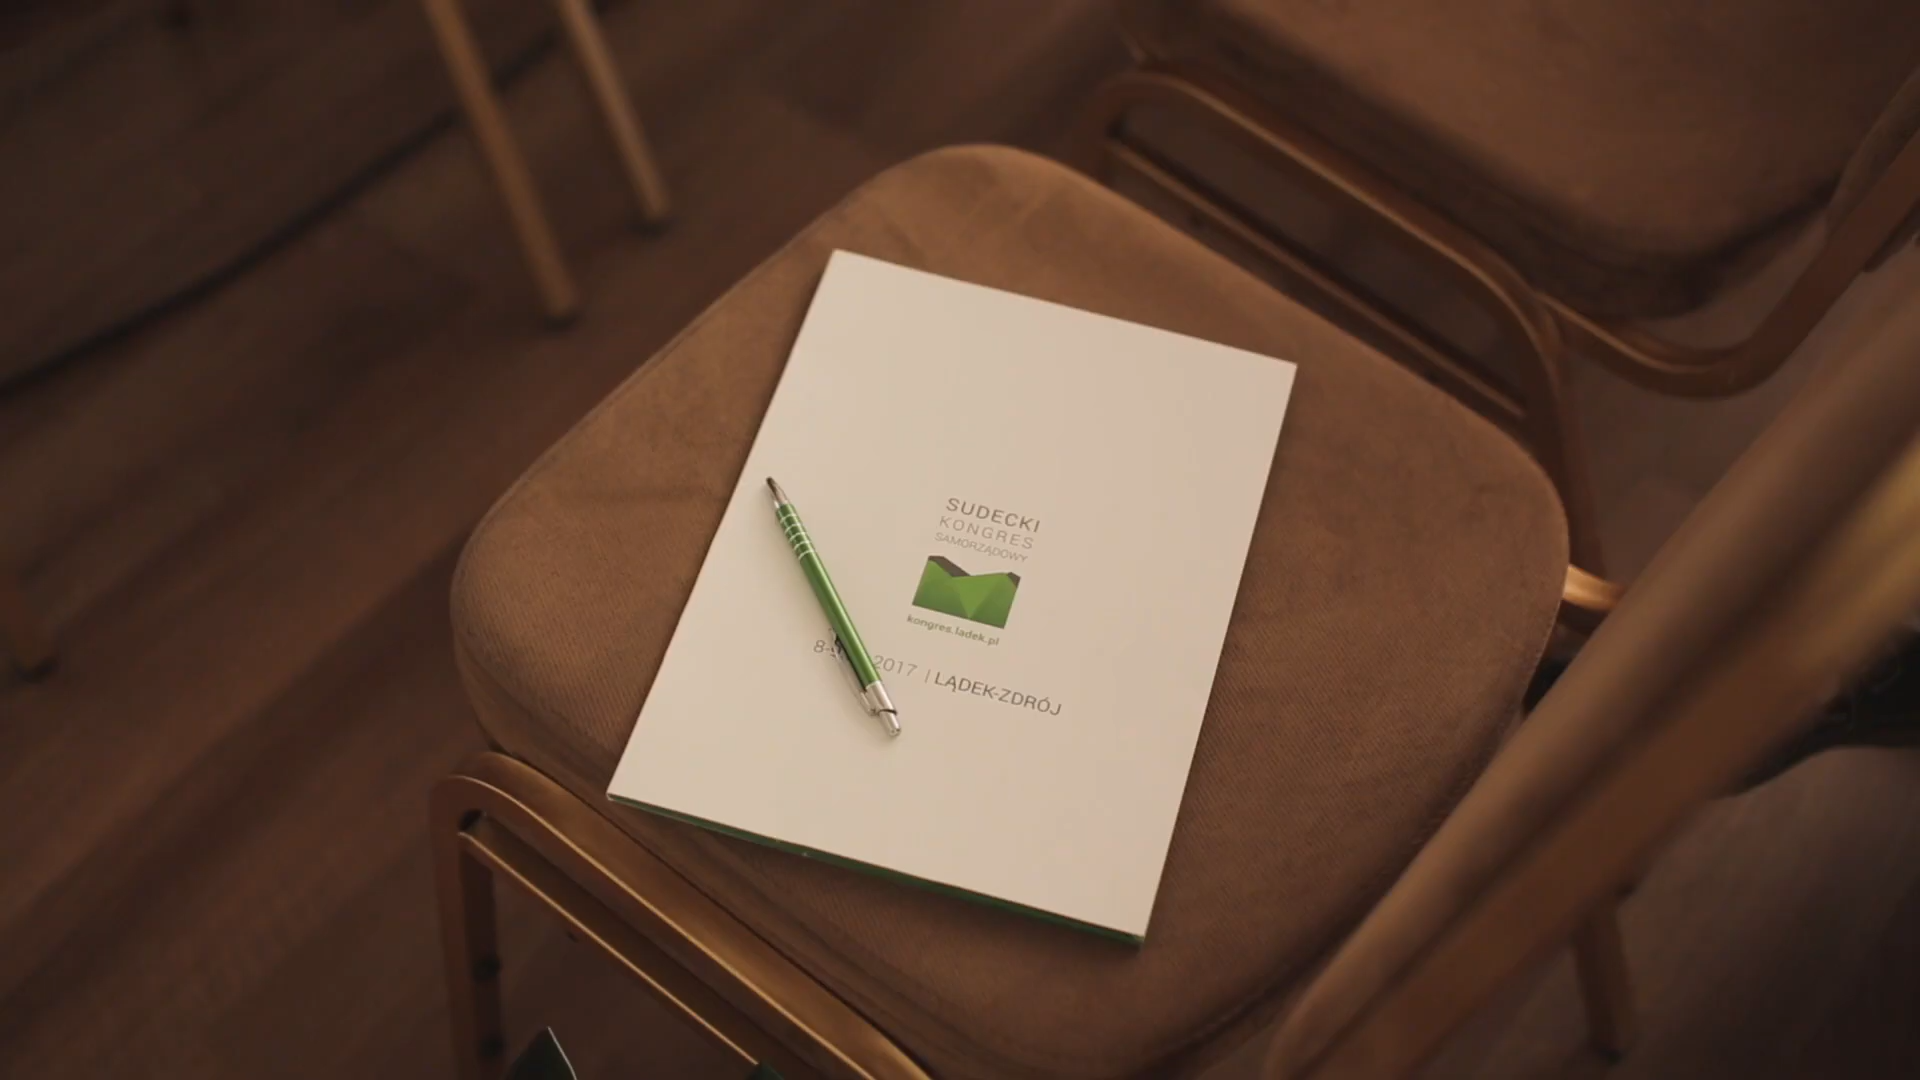 SUDECKI
KONGRES
SAMORZĄDOWY
kongres.ladek.pl
2017 | LĄDEK-ZDRÓJ